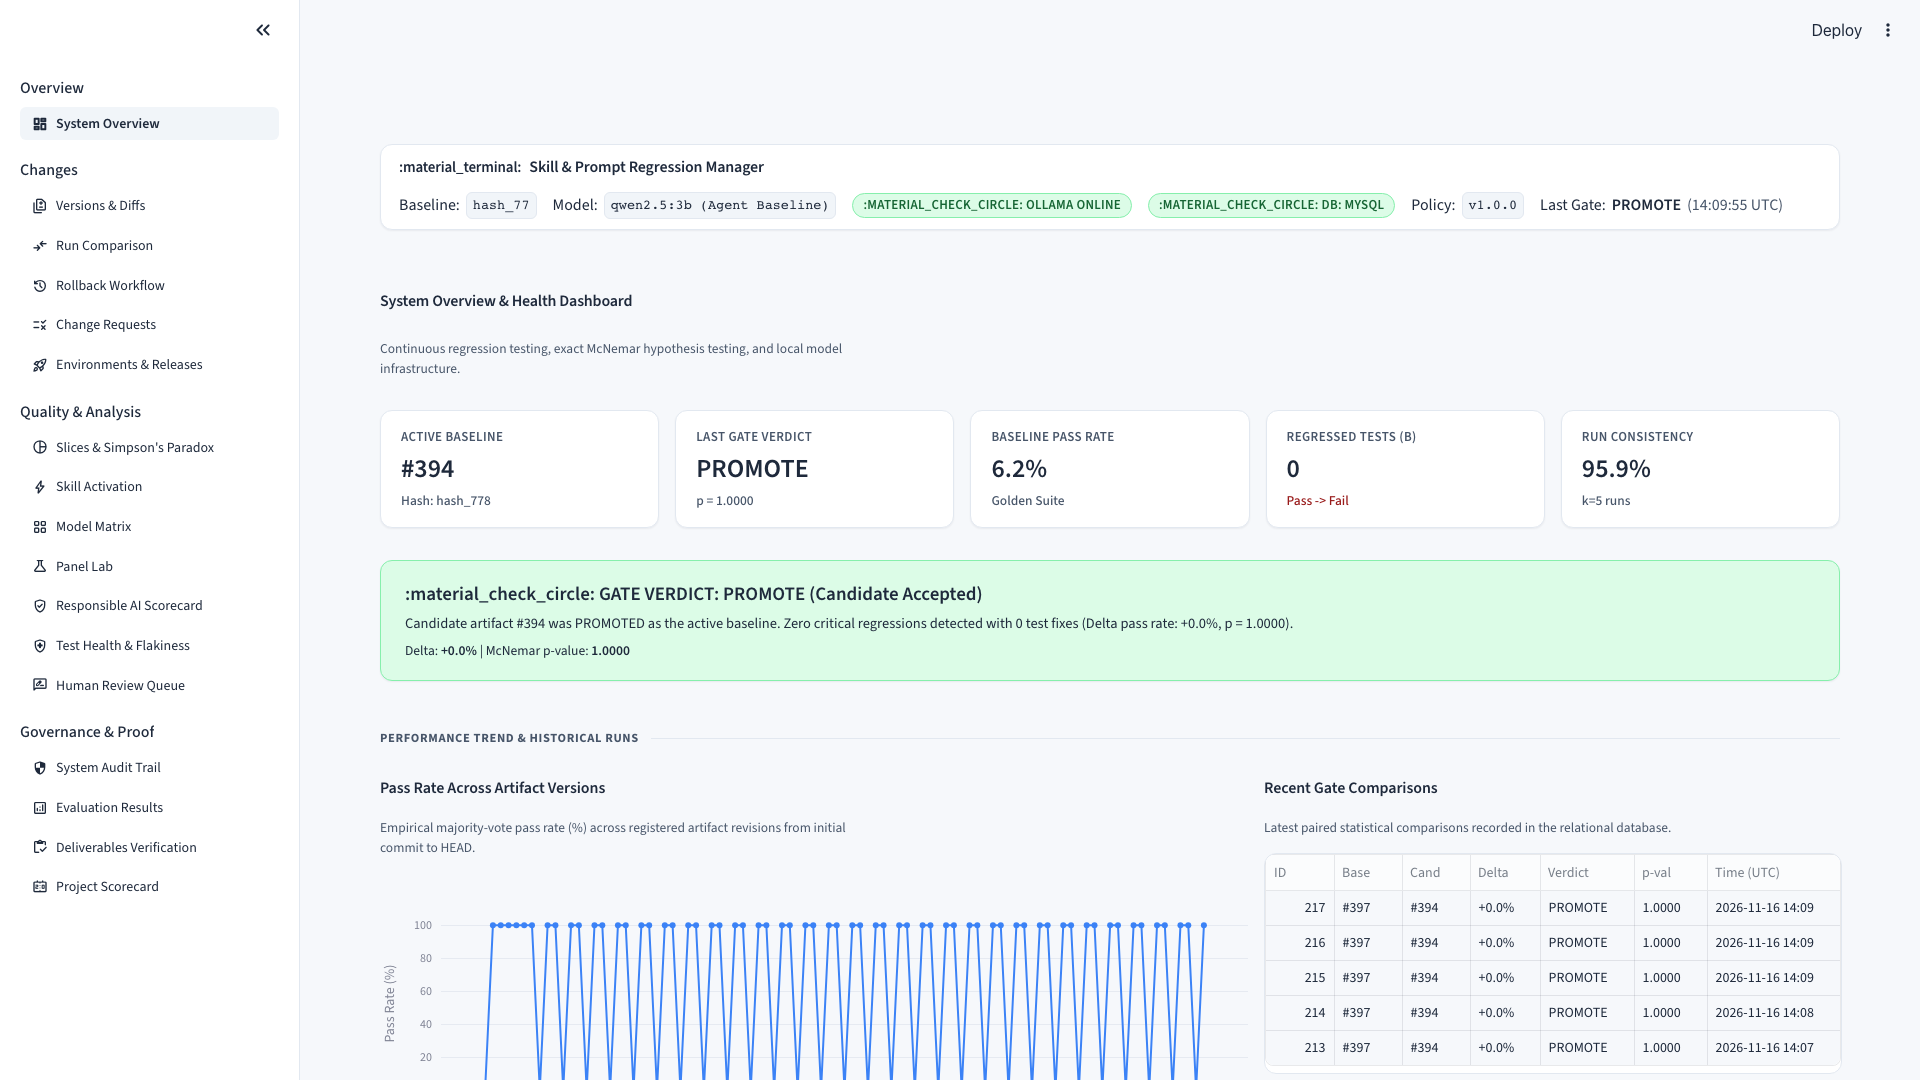 Deploy
Overview
System Overview
Changes
Versions & Diffs
Run Comparison
Rollback Workflow
Change Requests
Environments & Releases
Quality & Analysis
Slices & Simpson's Paradox
Skill Activation
Model Matrix
Panel Lab
Responsible AI Scorecard
Test Health & Flakiness
Human Review Queue
Governance & Proof
System Audit Trail
Evaluation Results
Deliverables Verification
Project Scorecard
:material_terminal: Skill & Prompt Regression Manager
Baseline: hash_77 Model: qwen2.5:3b (Agent Baseline) :MATERIAL_CHECK_CIRCLE: OLLAMA ONLINE :MATERIAL_CHECK_CIRCLE: DB: MYSQL Policy: v1.0.0 Last Gate: PROMOTE (14:09:55 UTC)
System Overview & Health Dashboard
Continuous regression testing, exact McNemar hypothesis testing, and local model
infrastructure.
ACTIVE BASELINE
#394
Hash: hash_778
LAST GATE VERDICT
PROMOTE
p = 1.0000
BASELINE PASS RATE
6.2%
Golden Suite
REGRESSED TESTS (B)
0
Pass -> Fail
RUN CONSISTENCY
95.9%
k=5 runs
:material_check_circle: GATE VERDICT: PROMOTE (Candidate Accepted)
Candidate artifact #394 was PROMOTED as the active baseline. Zero critical regressions detected with 0 test fixes (Delta pass rate: +0.0%, p = 1.0000).
Delta: +0.0% | McNemar p-value: 1.0000
PERFORMANCE TREND & HISTORICAL RUNS
Pass Rate Across Artifact Versions
Empirical majority-vote pass rate (%) across registered artifact revisions from initial
commit to HEAD.
Pass Rate (%)
100
80
60
40
20
Recent Gate Comparisons
Latest paired statistical comparisons recorded in the relational database.
ID Base Cand Delta Verdict p-val Time (UTC)
217 #397 #394 +0.0% PROMOTE 1.0000 2026-11-16 14:09
216 #397 #394 +0.0% PROMOTE 1.0000 2026-11-16 14:09
215 #397 #394 +0.0% PROMOTE 1.0000 2026-11-16 14:09
214 #397 #394 +0.0% PROMOTE 1.0000 2026-11-16 14:08
213 #397 #394 +0.0% PROMOTE 1.0000 2026-11-16 14:07